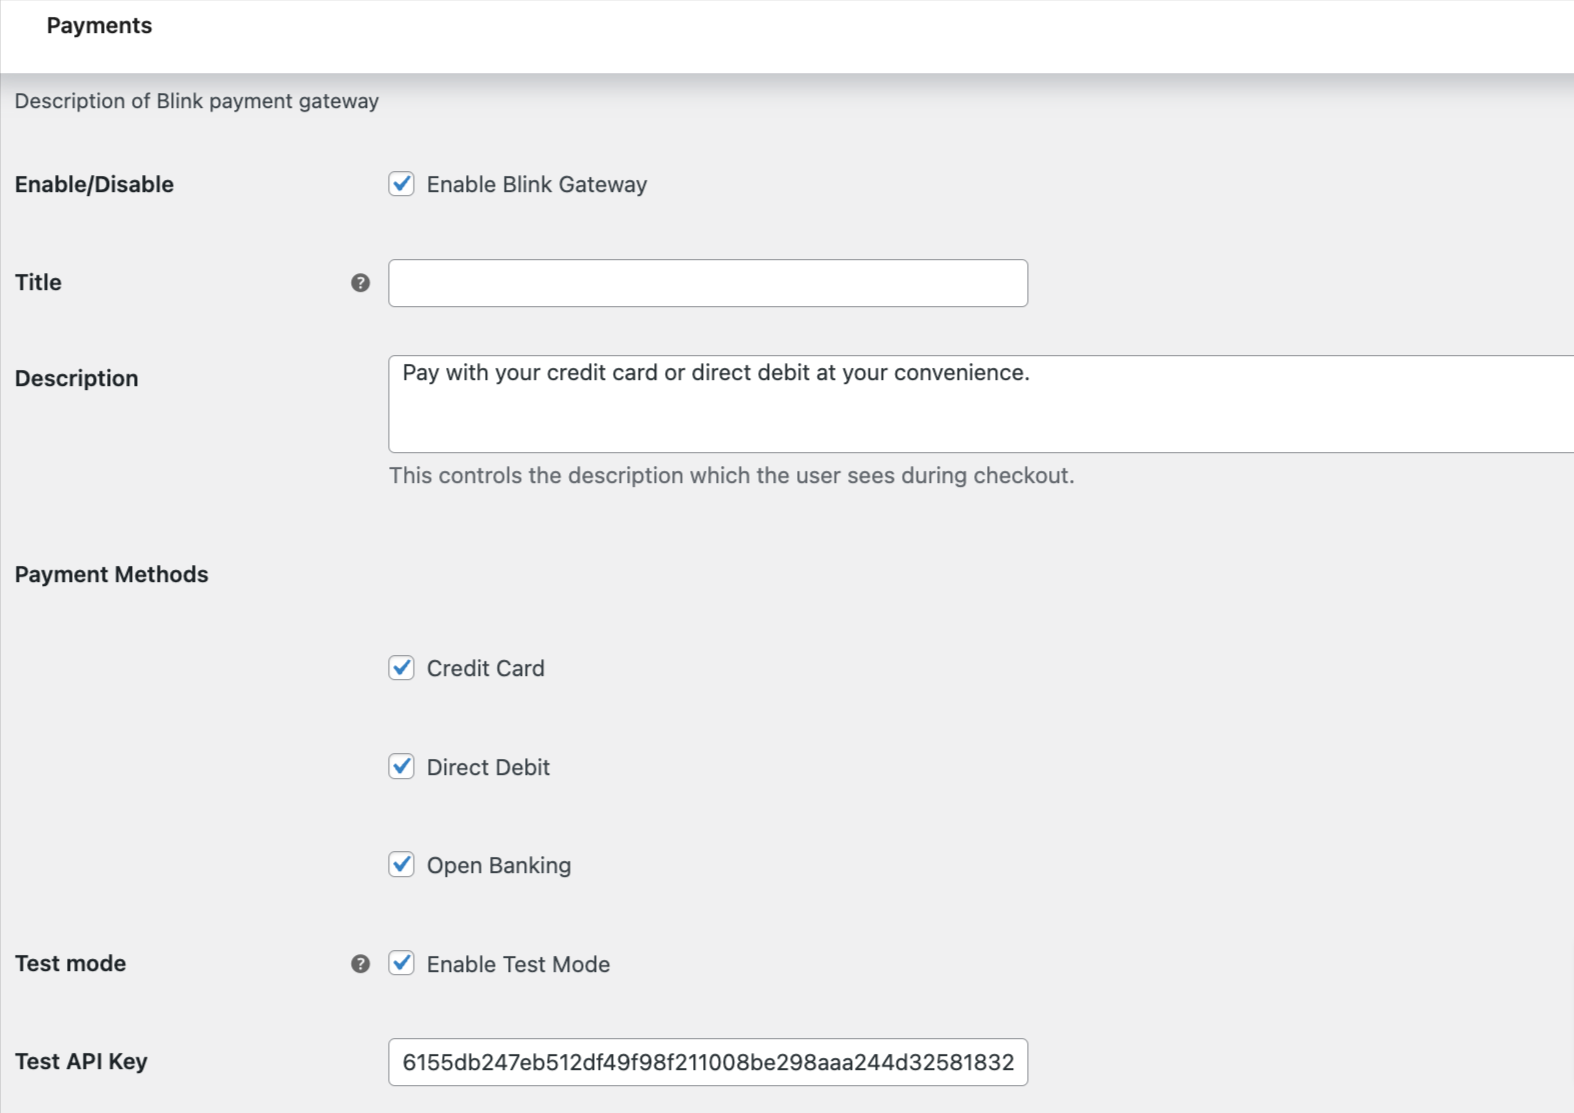 Payments
Description of Blink payment gateway
Enable/Disable
Enable Blink Gateway
Title
?
Description
Pay with your credit card or direct debit at your convenience.
This controls the description which the user sees during checkout.
Payment Methods
Credit Card
Direct Debit
Open Banking
Test mode
?
Enable Test Mode
Test API Key
6155db247eb512df49f98f211008be298aaa244d32581832